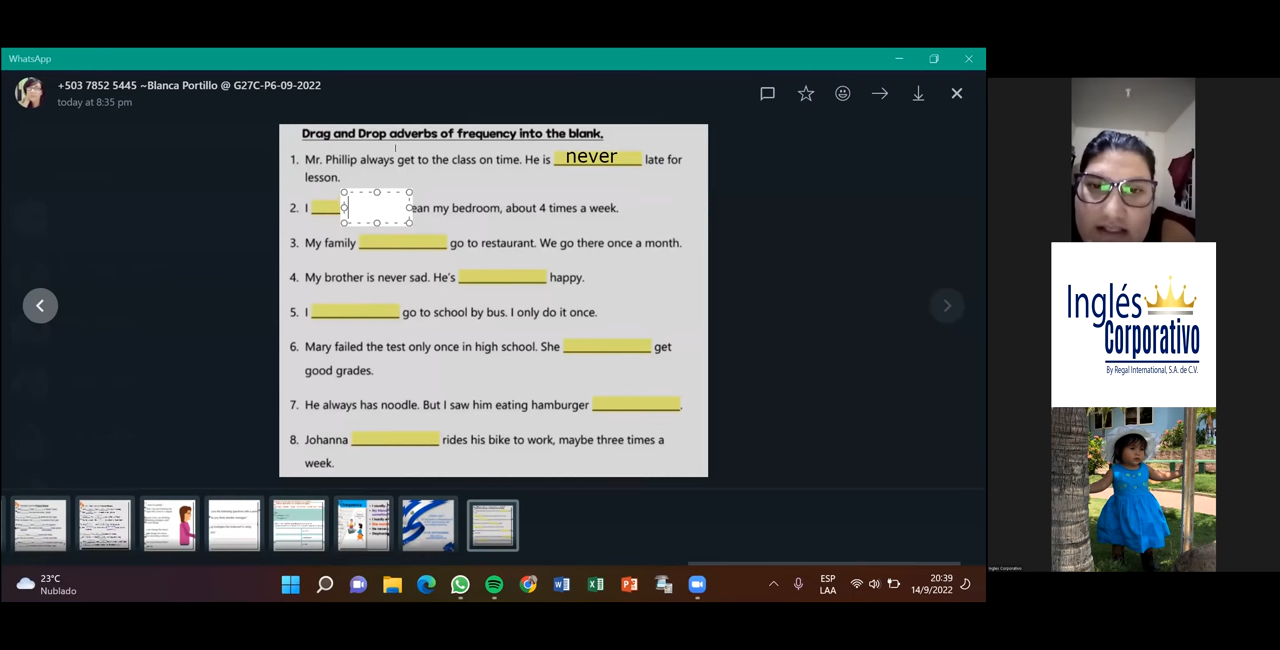 WhatsApp
+503 7852 5445 ~Blanca Portillo @ G27C-P6-09-2022
today at 8:35 pm
Drag and Drop adverbs of frequency into the blank.
1. Mr. Phillip always get to the class on time. He is never late for
lesson.
2. I ean my bedroom, about 4 times a week.
3. My family go to restaurant. We go there once a month.
4. My brother is never sad. He's happy.
5. I go to school by bus. I only do it once.
6. Mary failed the test only once in high school. She get
good grades.
7. He always has noodle. But I saw him eating hamburger .
8. Johanna rides his bike to work, maybe three times a
week.
23°C
Nublado
ESP
LAA
20:39
14/9/2022
Inglés
Corporativo
By Regal International, S.A. de C.V.
Inglés Corporativo